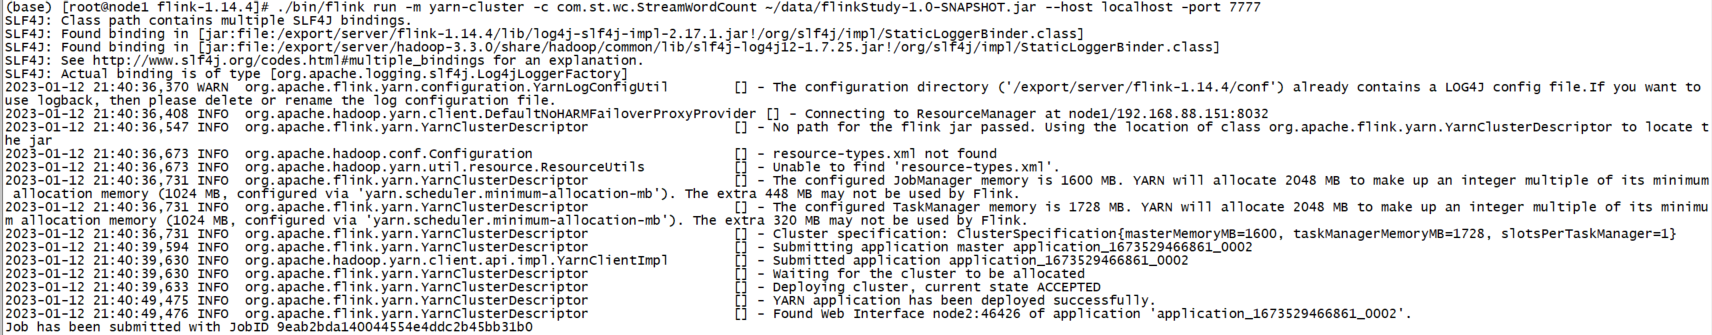 (base) [root@node1 flink-1.14.4]# ./bin/flink run -m yarn-cluster -c com.st.wc.StreamWordCount ~/data/flinkStudy-1.0-SNAPSHOT.jar --host localhost -port 7777
SLF4J: Class path contains multiple SLF4J bindings.
SLF4J: Found binding in [jar:file:/export/server/flink-1.14.4/lib/log4j-slf4j-impl-2.17.1.jar!/org/slf4j/impl/StaticLoggerBinder.class]
SLF4J: Found binding in [jar:file:/export/server/hadoop-3.3.0/share/hadoop/common/lib/slf4j-log4j12-1.7.25.jar!/org/slf4j/impl/StaticLoggerBinder.class]
SLF4J: See http://www.slf4j.org/codes.html#multiple_bindings for an explanation.
SLF4J: Actual binding is of type [org.apache.logging.slf4j.Log4jLoggerFactory]
2023-01-12 21:40:36,370 WARN  org.apache.flink.yarn.configuration.YarnLogConfigUtil        [] - The configuration directory ('/export/server/flink-1.14.4/conf') already contains a LOG4J config file.If you want to
use logback, then please delete or rename the log configuration file.
2023-01-12 21:40:36,408 INFO  org.apache.hadoop.yarn.client.DefaultNoHARMFailoverProxyProvider [] - Connecting to ResourceManager at node1/192.168.88.151:8032
2023-01-12 21:40:36,547 INFO  org.apache.flink.yarn.YarnClusterDescriptor                  [] - No path for the flink jar passed. Using the location of class org.apache.flink.yarn.YarnClusterDescriptor to locate t
he jar
2023-01-12 21:40:36,673 INFO  org.apache.hadoop.conf.Configuration                         [] - resource-types.xml not found
2023-01-12 21:40:36,673 INFO  org.apache.hadoop.yarn.util.resource.ResourceUtils           [] - Unable to find 'resource-types.xml'.
2023-01-12 21:40:36,731 INFO  org.apache.flink.yarn.YarnClusterDescriptor                  [] - The configured JobManager memory is 1600 MB. YARN will allocate 2048 MB to make up an integer multiple of its minimum
 allocation memory (1024 MB, configured via 'yarn.scheduler.minimum-allocation-mb'). The extra 448 MB may not be used by Flink.
2023-01-12 21:40:36,731 INFO  org.apache.flink.yarn.YarnClusterDescriptor                  [] - The configured TaskManager memory is 1728 MB. YARN will allocate 2048 MB to make up an integer multiple of its minimu
m allocation memory (1024 MB, configured via 'yarn.scheduler.minimum-allocation-mb'). The extra 320 MB may not be used by Flink.
2023-01-12 21:40:36,731 INFO  org.apache.flink.yarn.YarnClusterDescriptor                  [] - Cluster specification: ClusterSpecification{masterMemoryMB=1600, taskManagerMemoryMB=1728, slotsPerTaskManager=1}
2023-01-12 21:40:39,594 INFO  org.apache.flink.yarn.YarnClusterDescriptor                  [] - Submitting application master application_1673529466861_0002
2023-01-12 21:40:39,630 INFO  org.apache.hadoop.yarn.client.api.impl.YarnClientImpl        [] - Submitted application application_1673529466861_0002
2023-01-12 21:40:39,630 INFO  org.apache.flink.yarn.YarnClusterDescriptor                  [] - Waiting for the cluster to be allocated
2023-01-12 21:40:39,633 INFO  org.apache.flink.yarn.YarnClusterDescriptor                  [] - Deploying cluster, current state ACCEPTED
2023-01-12 21:40:49,475 INFO  org.apache.flink.yarn.YarnClusterDescriptor                  [] - YARN application has been deployed successfully.
2023-01-12 21:40:49,476 INFO  org.apache.flink.yarn.YarnClusterDescriptor                  [] - Found Web Interface node2:46426 of application 'application_1673529466861_0002'.
Job has been submitted with JobID 9eab2bda140044554e4ddc2b45bb31b0